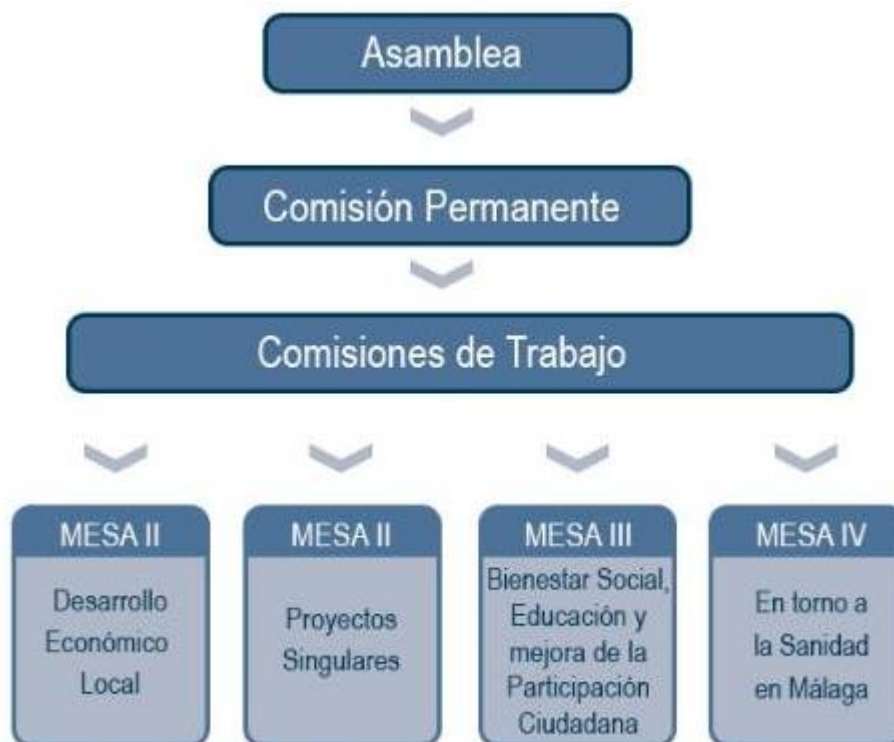 Asamblea
Comisión Permanente
Comisiones de Trabajo
MESA II
Desarrollo
Económico
Local
MESA II
Proyectos
Singulares
MESA III
Bienestar Social,
Educación y
mejora de la
Participación
Ciudadana
MESA IV
En torno a
la Sanidad
en Málaga